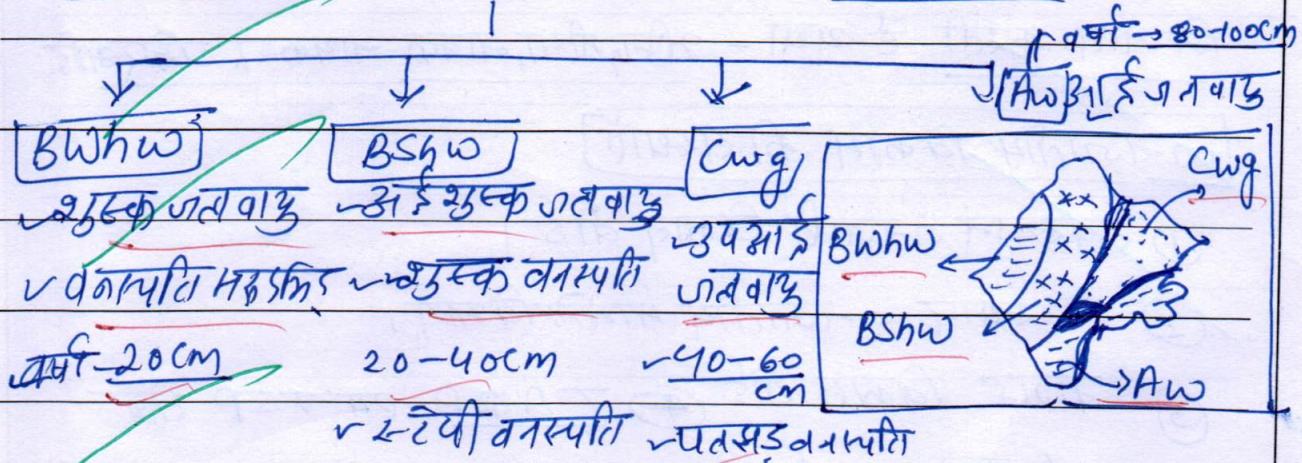 वर्षा → 80-100cm
Aw आर्द्र जलवायु
BWhw
शुष्क जलवायु
वनस्पति मरूदभिद
वर्षा - 20cm
BShw
अर्द्ध शुष्क जलवायु
शुष्क वनस्पति
20-40cm
स्टेपी वनस्पति
Cwg
उपआर्द्र
जलवायु
40-60
cm
पतझड़ वनस्पति
Cwg
BWhw
BShw
Aw